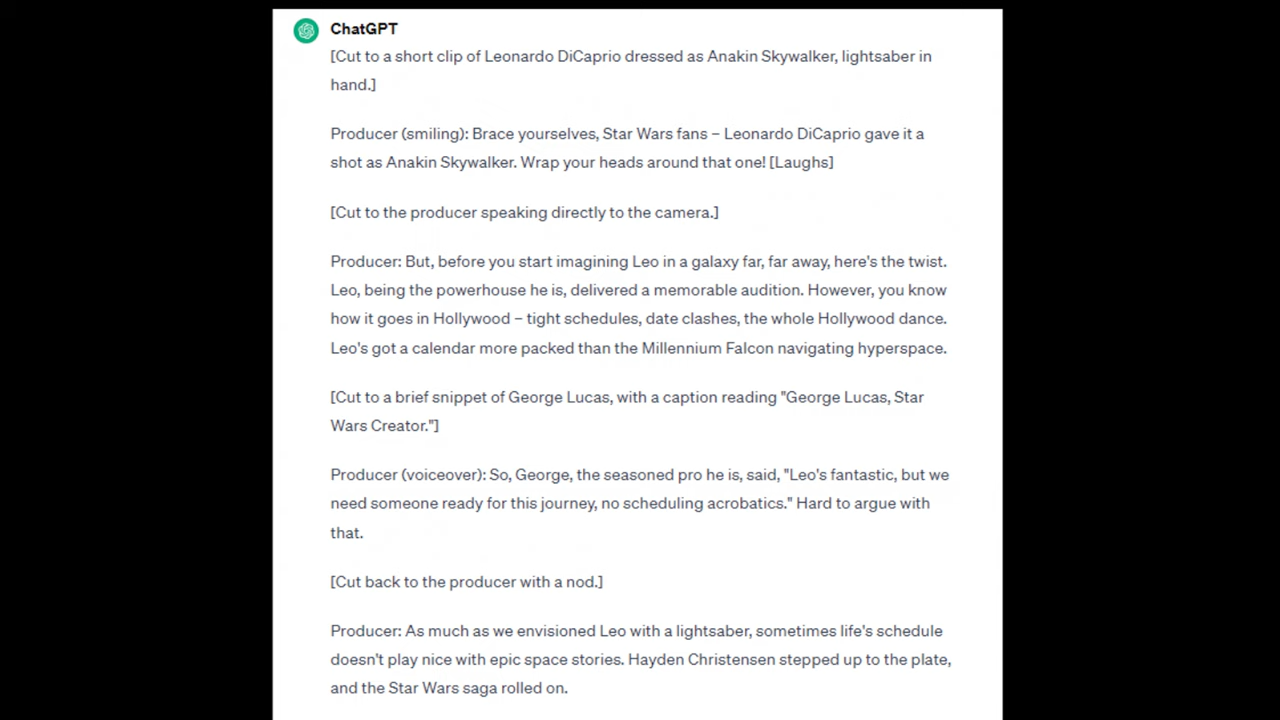 ChatGPT
[Cut to a short clip of Leonardo DiCaprio dressed as Anakin Skywalker, lightsaber in
hand.]
Producer (smiling): Brace yourselves, Star Wars fans – Leonardo DiCaprio gave it a
shot as Anakin Skywalker. Wrap your heads around that one! [Laughs]
[Cut to the producer speaking directly to the camera.]
Producer: But, before you start imagining Leo in a galaxy far, far away, here's the twist.
Leo, being the powerhouse he is, delivered a memorable audition. However, you know
how it goes in Hollywood – tight schedules, date clashes, the whole Hollywood dance.
Leo's got a calendar more packed than the Millennium Falcon navigating hyperspace.
[Cut to a brief snippet of George Lucas, with a caption reading "George Lucas, Star
Wars Creator."]
Producer (voiceover): So, George, the seasoned pro he is, said, "Leo's fantastic, but we
need someone ready for this journey, no scheduling acrobatics." Hard to argue with
that.
[Cut back to the producer with a nod.]
Producer: As much as we envisioned Leo with a lightsaber, sometimes life's schedule
doesn't play nice with epic space stories. Hayden Christensen stepped up to the plate,
and the Star Wars saga rolled on.